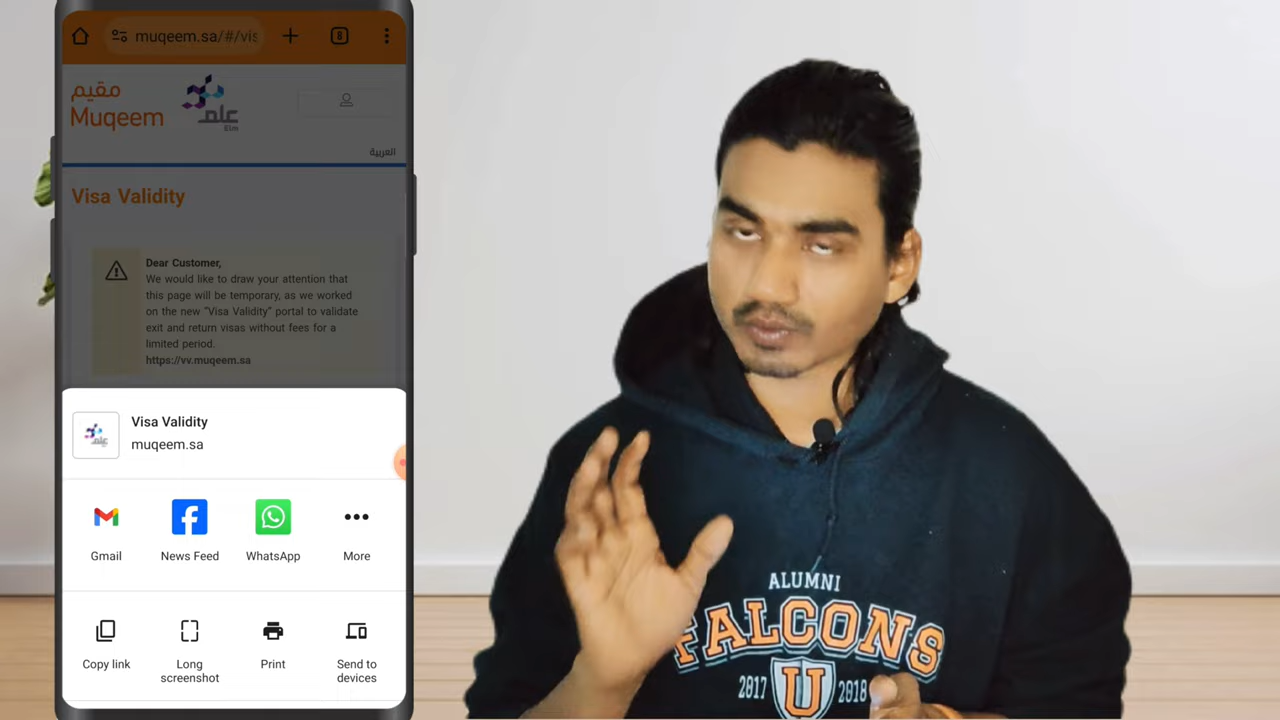 muqeem.sa/#/vis
8
مقيم
Muqeem
علم
Elm
العربية
Visa Validity
Dear Customer,
We would like to draw your attention that
this page will be temporary, as we worked
on the new "Visa Validity" portal to validate
exit and return visas without fees for a
limited period.
https://vv.muqeem.sa
Visa Validity
muqeem.sa
Gmail
News Feed
WhatsApp
More
Copy link
Long
screenshot
Print
Send to
devices
ALUMNI
FALCONS
2017 U 2018